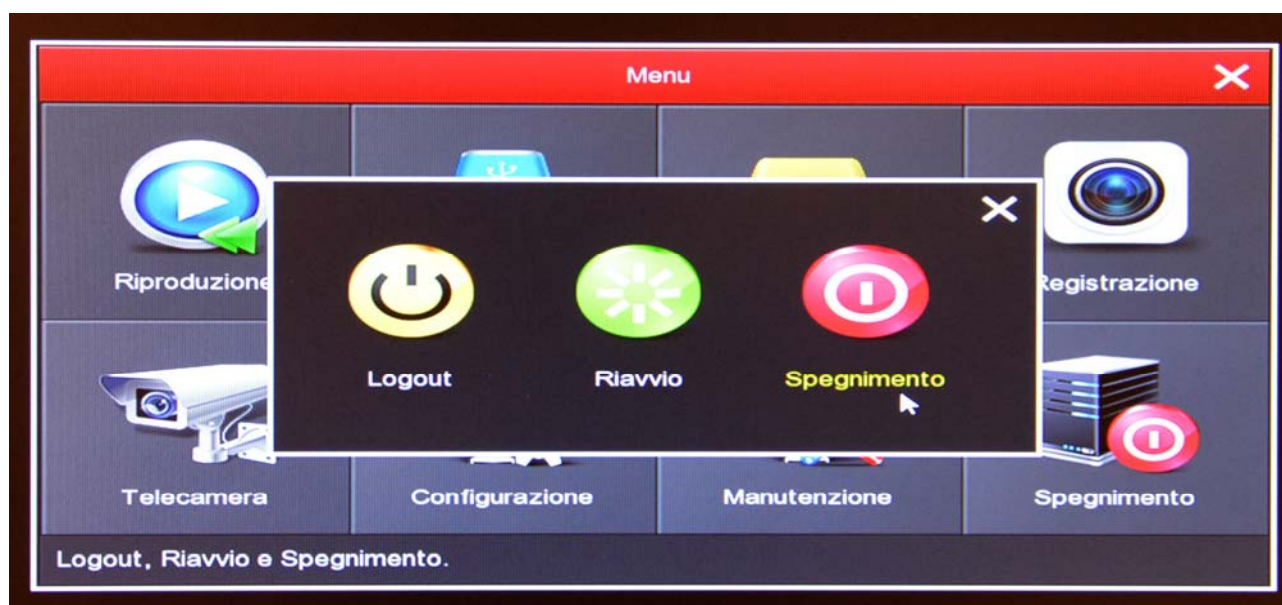 Menu
Riproduzione
Registrazione
Logout
Riavvio
Spegnimento
Telecamera
Configurazione
Manutenzione
Spegnimento
Logout, Riavvio e Spegnimento.